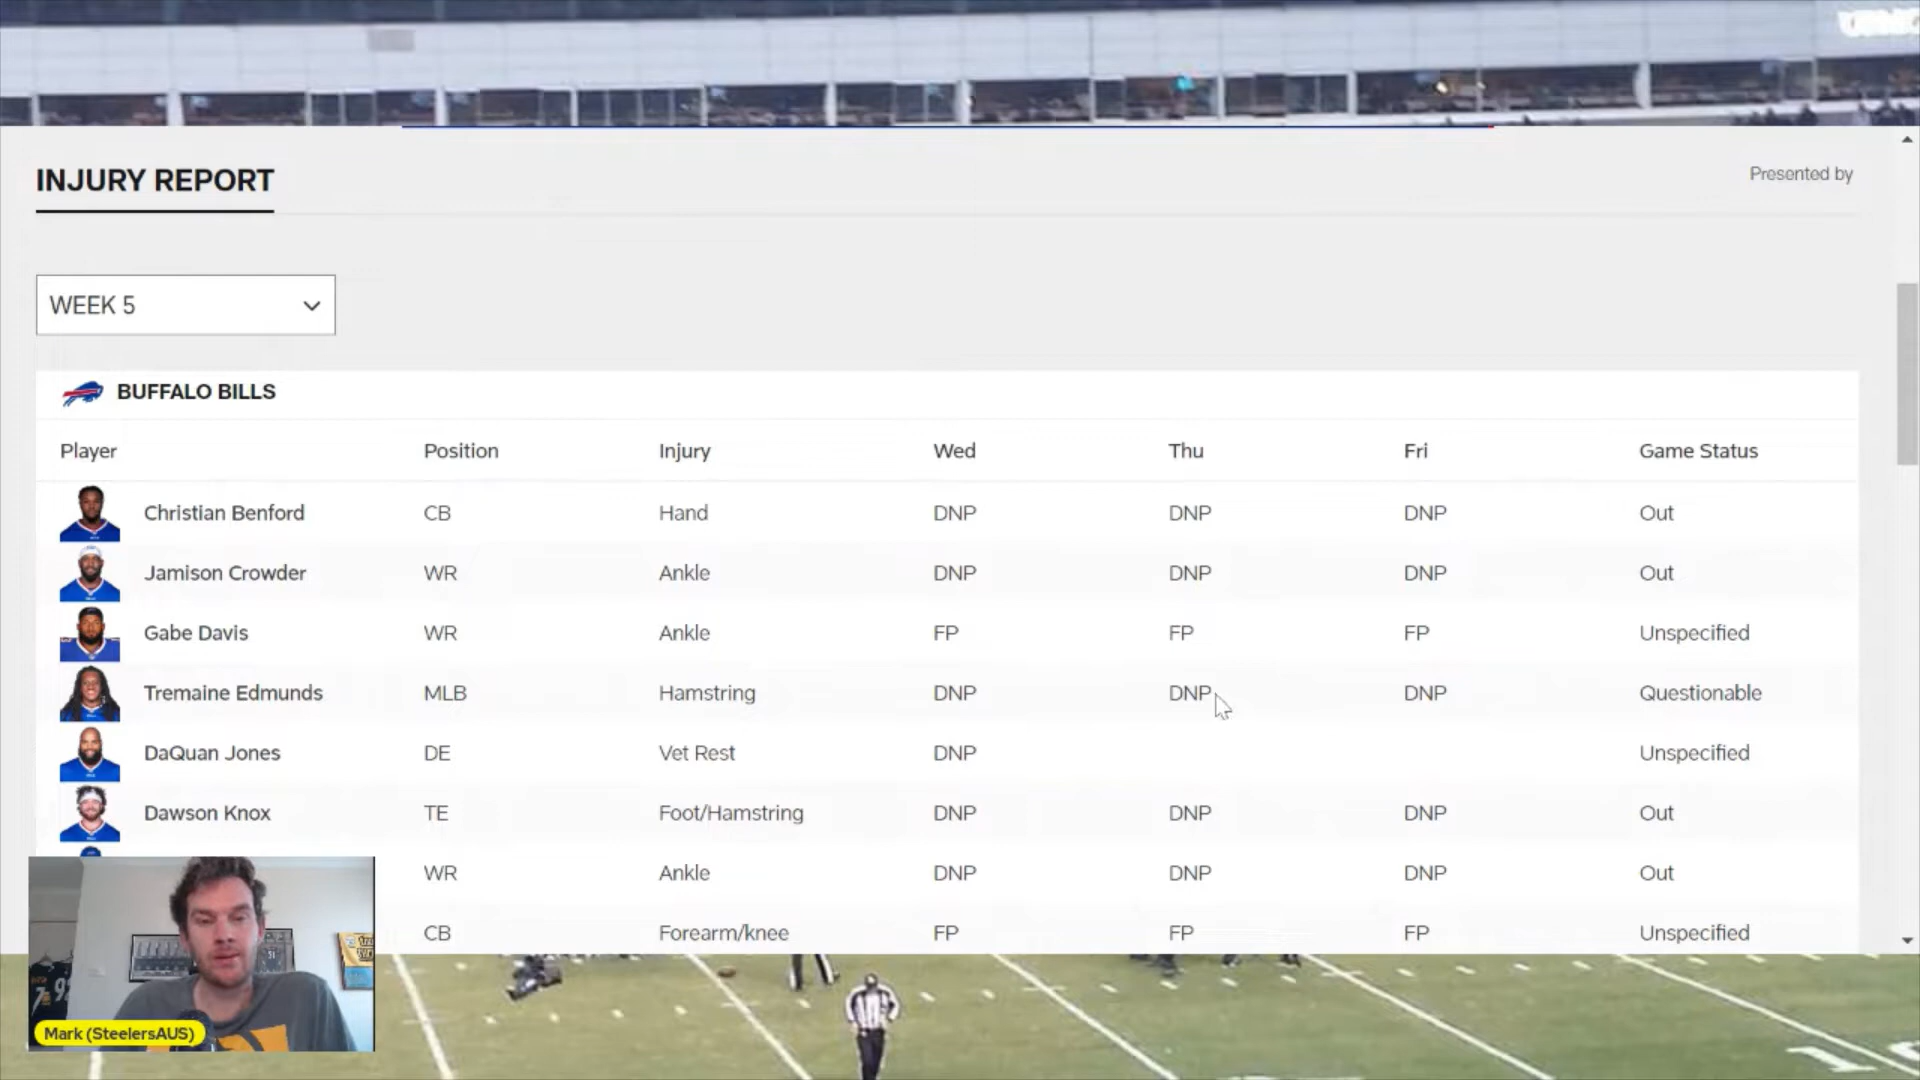 INJURY REPORT
Presented by
WEEK 5
BUFFALO BILLS
Player Position Injury Wed Thu Fri Game Status
Christian Benford CB Hand DNP DNP DNP Out
Jamison Crowder WR Ankle DNP DNP DNP Out
Gabe Davis WR Ankle FP FP FP Unspecified
Tremaine Edmunds MLB Hamstring DNP DNP DNP Questionable
DaQuan Jones DE Vet Rest DNP Unspecified
Dawson Knox TE Foot/Hamstring DNP DNP DNP Out
WR Ankle DNP DNP DNP Out
CB Forearm/knee FP FP FP Unspecified
Mark (SteelersAUS)